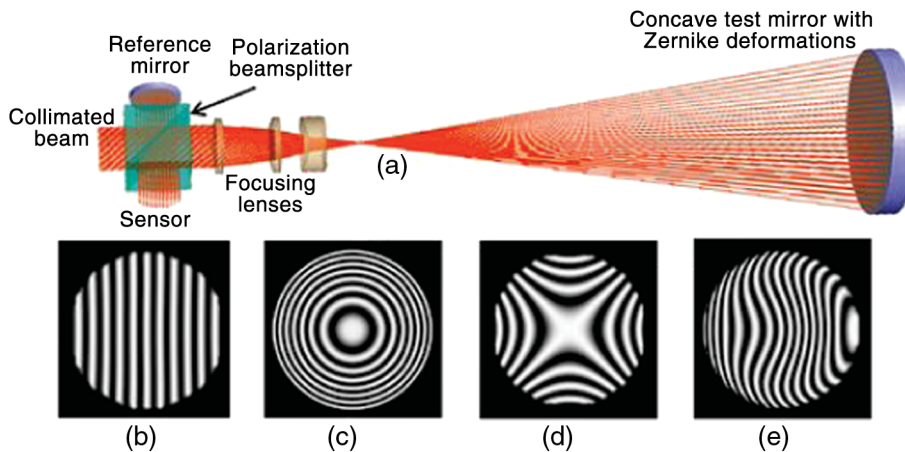 Concave test mirror with
Zernike deformations
Reference
mirror
Polarization
beamsplitter
Collimated
beam
(a)
Focusing
lenses
Sensor
(b)
(c)
(d)
(e)